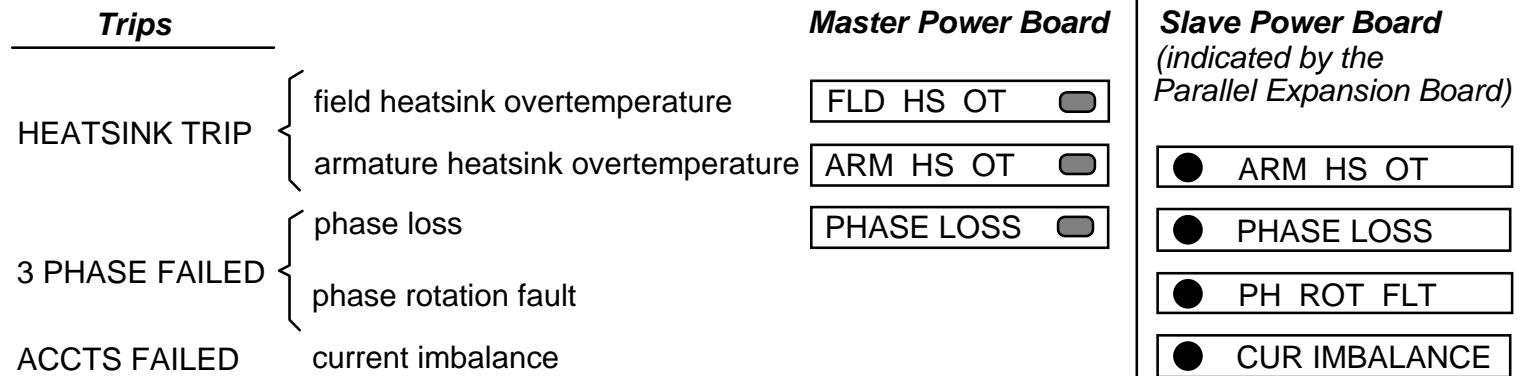 Trips Master Power Board Slave Power Board
(indicated by the
Parallel Expansion Board)
HEATSINK TRIP
field heatsink overtemperature FLD HS OT
armature heatsink overtemperature ARM HS OT ARM HS OT
3 PHASE FAILED
phase loss PHASE LOSS PHASE LOSS
phase rotation fault PH ROT FLT
ACCTS FAILED current imbalance CUR IMBALANCE